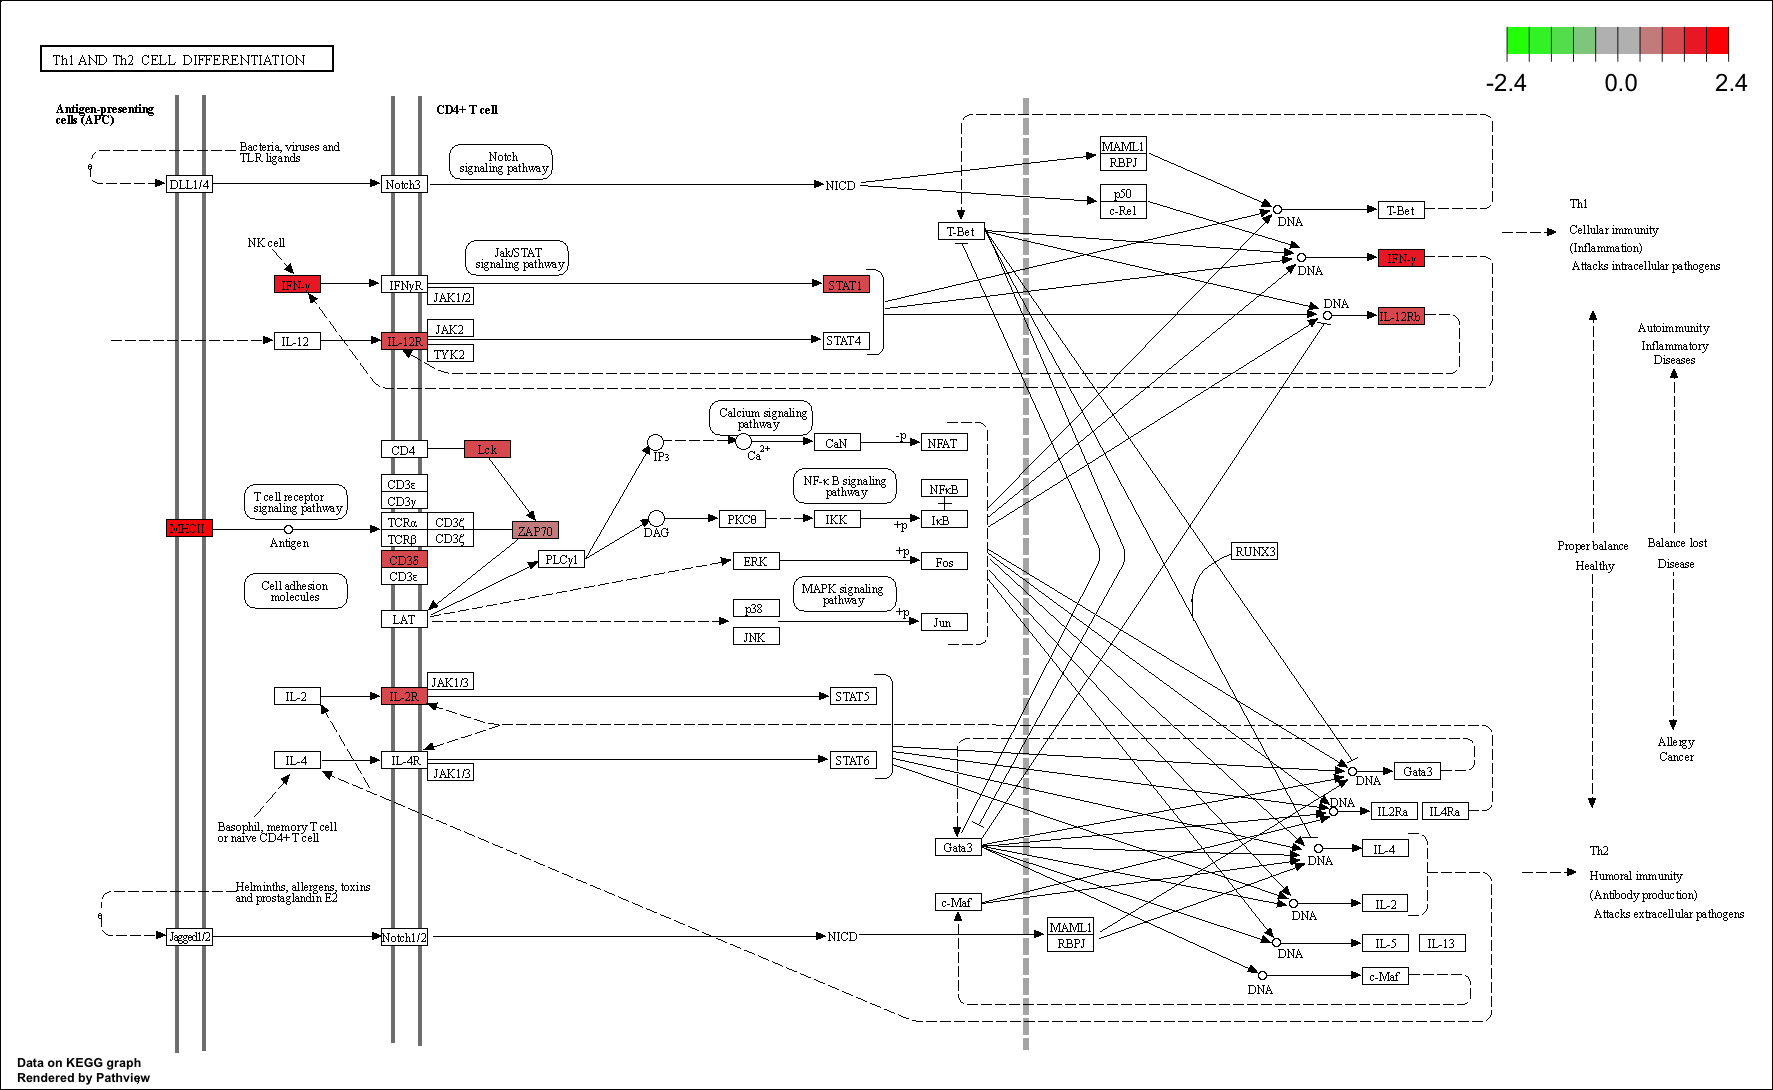 Th1 AND Th2 CELL DIFFERENTIATION
-2.4 0.0 2.4
Antigen-presenting
cells (APC)
CD4+ T cell
Bacteria, viruses and
TLR ligands
Notch
signaling pathway
DLL1/4
Notch3
NICD
MAML1
RBPJ
p50
c-Rel
DNA
T-Bet
T-Bet
Th1
Cellular immunity
(Inflammation)
Attacks intracellular pathogens
NK cell
Jak/STAT
signaling pathway
IFN-γ
IFNγR
JAK1/2
STAT1
DNA
IFN-γ
IL-12
IL-12R
JAK2
TYK2
STAT4
DNA
IL-12Rb
Autoimmunity
Inflammatory
Diseases
Calcium signaling
pathway
CD4
Lck
IP3
Ca2+
CaN
-p
NFAT
CD3ε
CD3γ
T cell receptor
signaling pathway
NF-κB signaling
pathway
NFκB
MHCII
Antigen
TCRα
CD3ζ
TCRβ
CD3ζ
ZAP70
DAG
PKCθ
IKK
+p
IκB
CD3δ
CD3ε
PLCγ1
ERK
+p
Fos
RUNX3
Proper balance
Healthy
Balance lost
Disease
Cell adhesion
molecules
MAPK signaling
pathway
LAT
p38
JNK
+p
Jun
IL-2
IL-2R
JAK1/3
STAT5
IL-4
IL-4R
JAK1/3
STAT6
Allergy
Cancer
DNA
Gata3
DNA
IL2Ra
IL4Ra
Basophil, memory T cell
or naive CD4+ T cell
Gata3
DNA
IL-4
Th2
Humoral immunity
(Antibody production)
Attacks extracellular pathogens
Helminths, allergens, toxins
and prostaglandin E2
c-Maf
DNA
IL-2
Jagged1/2
Notch1/2
NICD
MAML1
RBPJ
DNA
IL-5
IL-13
DNA
c-Maf
Data on KEGG graph
Rendered by Pathview